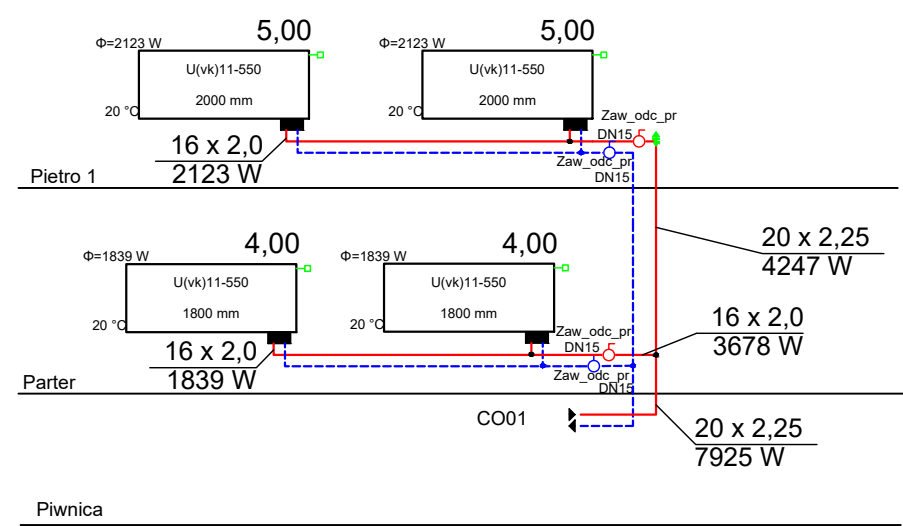 5,00
Φ=2123 W
U(vk)11-550
2000 mm
20 °C
5,00
Φ=2123 W
U(vk)11-550
2000 mm
20 °C
Zaw_odc_pr
DN15
Zaw_odc_pr
DN15
16 x 2,0
2123 W
Pietro 1
20 x 2,25
4247 W
4,00
Φ=1839 W
U(vk)11-550
1800 mm
20 °C
4,00
Φ=1839 W
U(vk)11-550
1800 mm
20 °C
Zaw_odc_pr
DN15
Zaw_odc_pr
DN15
16 x 2,0
3678 W
16 x 2,0
1839 W
Parter
CO01
20 x 2,25
7925 W
Piwnica